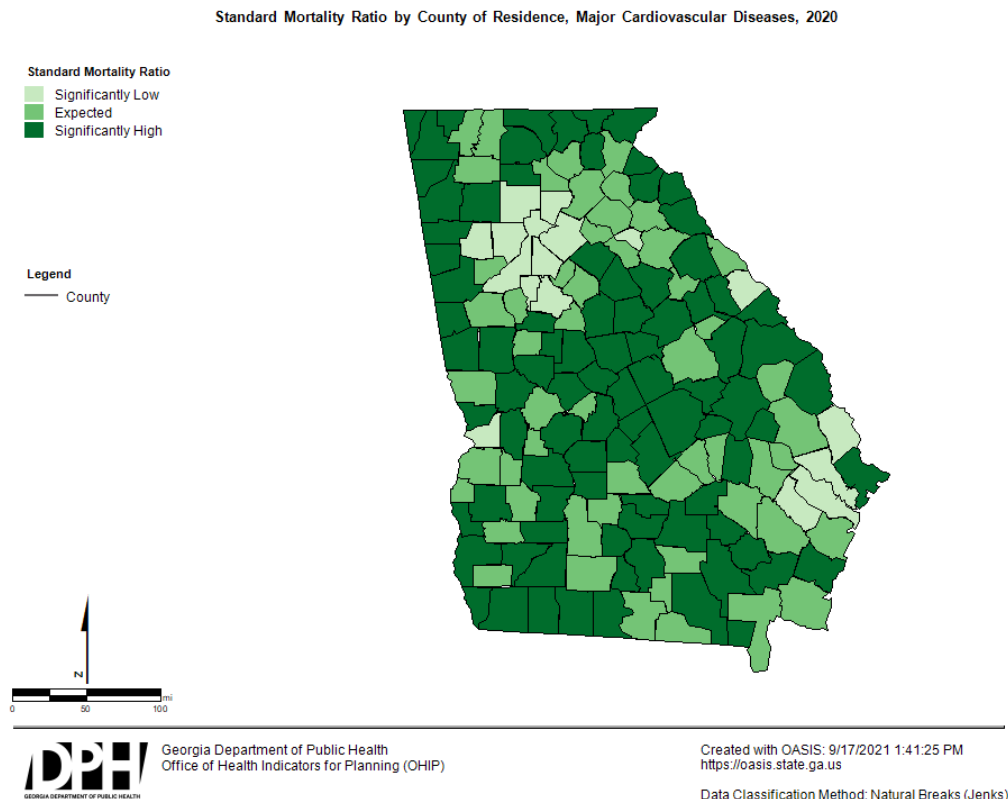 Standard Mortality Ratio by County of Residence, Major Cardiovascular Diseases, 2020
Standard Mortality Ratio
Significantly Low
Expected
Significantly High
Legend
County
N
mi
0 50 100
DPH
GEORGIA DEPARTMENT OF PUBLIC HEALTH
Georgia Department of Public Health
Office of Health Indicators for Planning (OHIP)
Created with OASIS: 9/17/2021 1:41:25 PM
https://oasis.state.ga.us
Data Classification Method: Natural Breaks (Jenks)